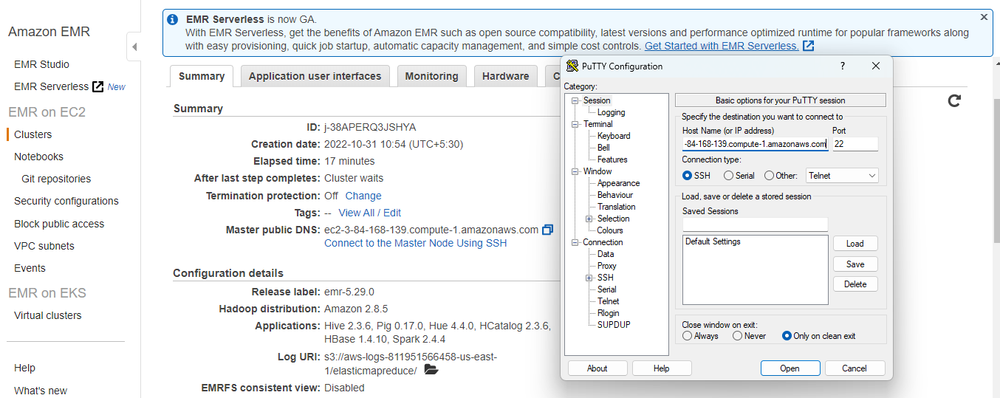 Amazon EMR
EMR Studio
EMR Serverless New
EMR on EC2
Clusters
Notebooks
Git repositories
Security configurations
Block public access
VPC subnets
Events
EMR on EKS
Virtual clusters
Help
What's new
EMR Serverless is now GA.
With EMR Serverless, get the benefits of Amazon EMR such as open source compatibility, latest versions and performance optimized runtime for popular frameworks along
with easy provisioning, quick job startup, automatic capacity management, and simple cost controls. Get Started with EMR Serverless.
Summary Application user interfaces Monitoring Hardware C
Summary
ID: j-38APERQ3JSHYA
Creation date: 2022-10-31 10:54 (UTC+5:30)
Elapsed time: 17 minutes
After last step completes: Cluster waits
Termination protection: Off Change
Tags: -- View All / Edit
Master public DNS: ec2-3-84-168-139.compute-1.amazonaws.com
Connect to the Master Node Using SSH
Configuration details
Release label: emr-5.29.0
Hadoop distribution: Amazon 2.8.5
Applications: Hive 2.3.6, Pig 0.17.0, Hue 4.4.0, HCatalog 2.3.6,
HBase 1.4.10, Spark 2.4.4
Log URI: s3://aws-logs-811951566458-us-east-
1/elasticmapreduce/
EMRFS consistent view: Disabled
PuTTY Configuration ?
Category:
Session
Logging
Terminal
Keyboard
Bell
Features
Window
Appearance
Behaviour
Translation
Selection
Colours
Connection
Data
Proxy
SSH
Serial
Telnet
Rlogin
SUPDUP
Basic options for your PuTTY session
Specify the destination you want to connect to
Host Name (or IP address) Port
-84-168-139.compute-1.amazonaws.com 22
Connection type:
SSH Serial Other: Telnet
Load, save or delete a stored session
Saved Sessions
Default Settings
Load
Save
Delete
Close window on exit:
Always Never Only on clean exit
About Help Open Cancel